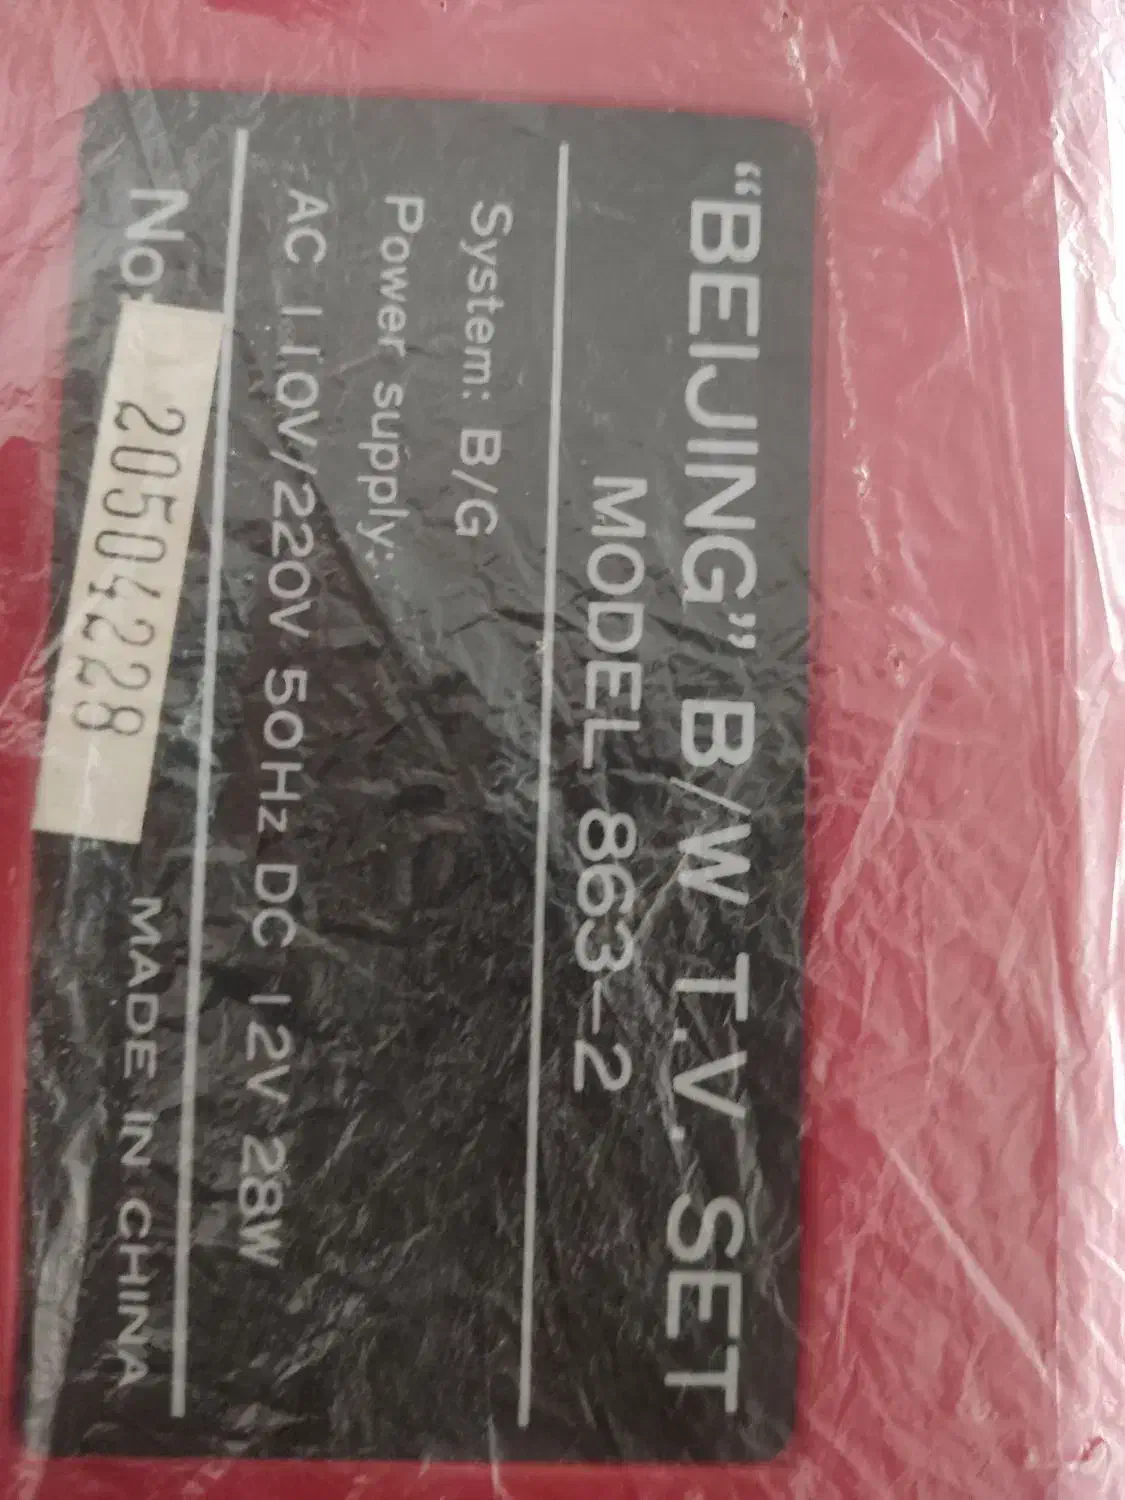 “BEIJING” B/W T.V. SET
MODEL 863-2
System: B/G
Power supply:
AC 110V/220V 50Hz DC 12V 28W
No. 20504228 MADE IN CHINA